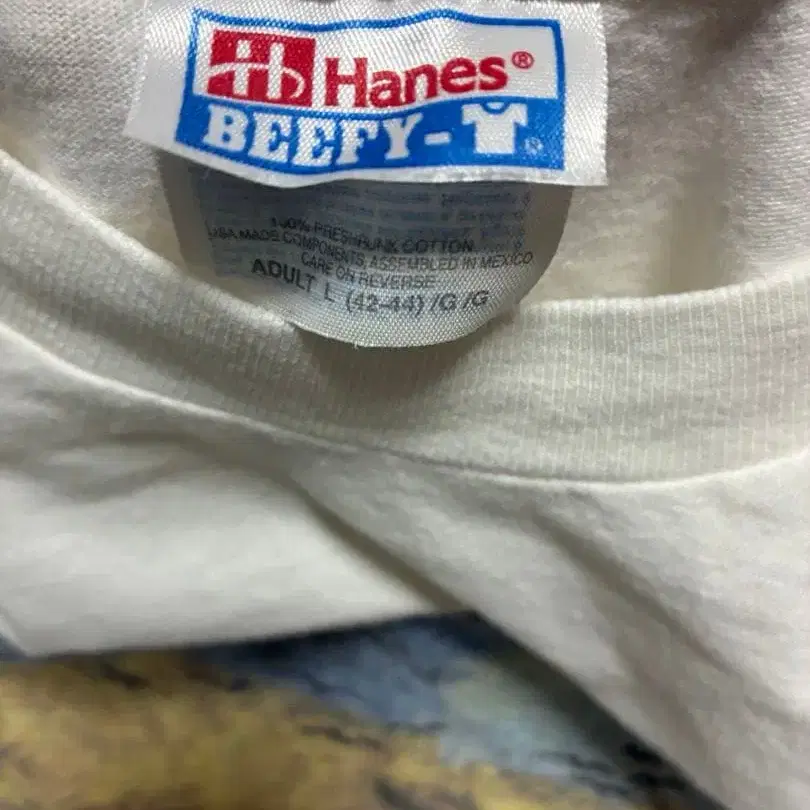 Hanes®
BEEFY-T®
100% PRESHRUNK COTTON
USA MADE COMPONENTS, ASSEMBLED IN MEXICO
CARE ON REVERSE
ADULT L (42-44) /G /G